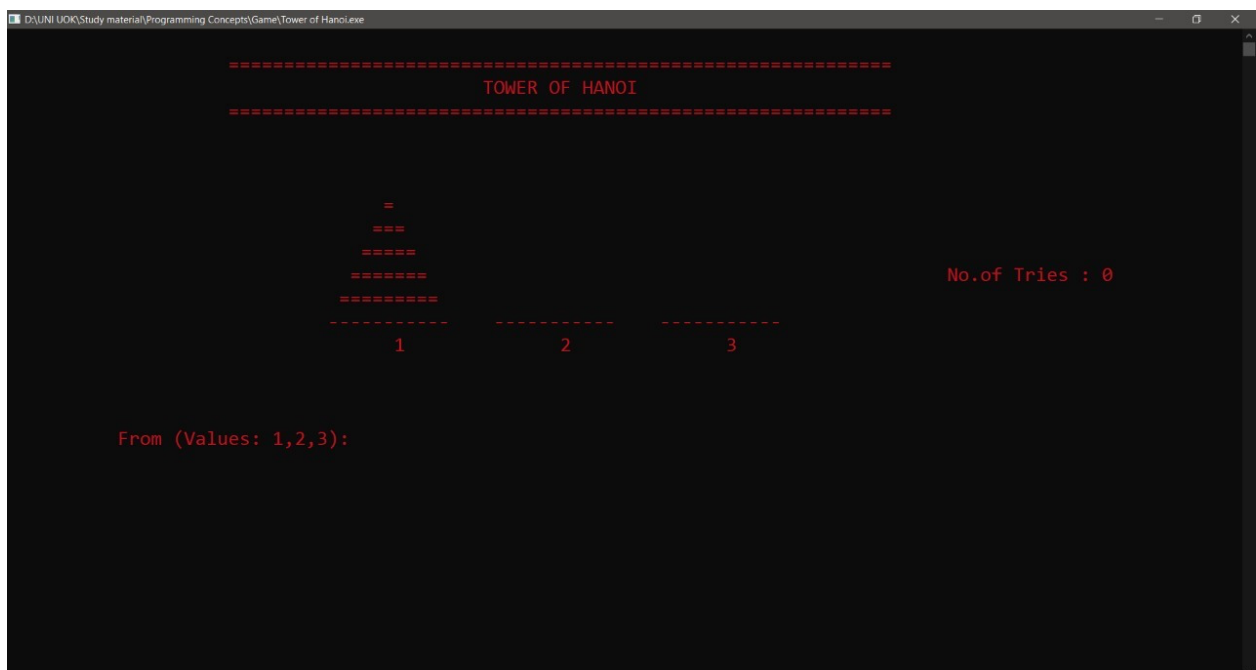 D:\UNI UOK\Study material\Programming Concepts\Game\Tower of Hanoi.exe
============================================================
TOWER OF HANOI
============================================================
=
===
=====
=======
No.of Tries : 0
=========
----------- ----------- -----------
1 2 3
From (Values: 1,2,3):